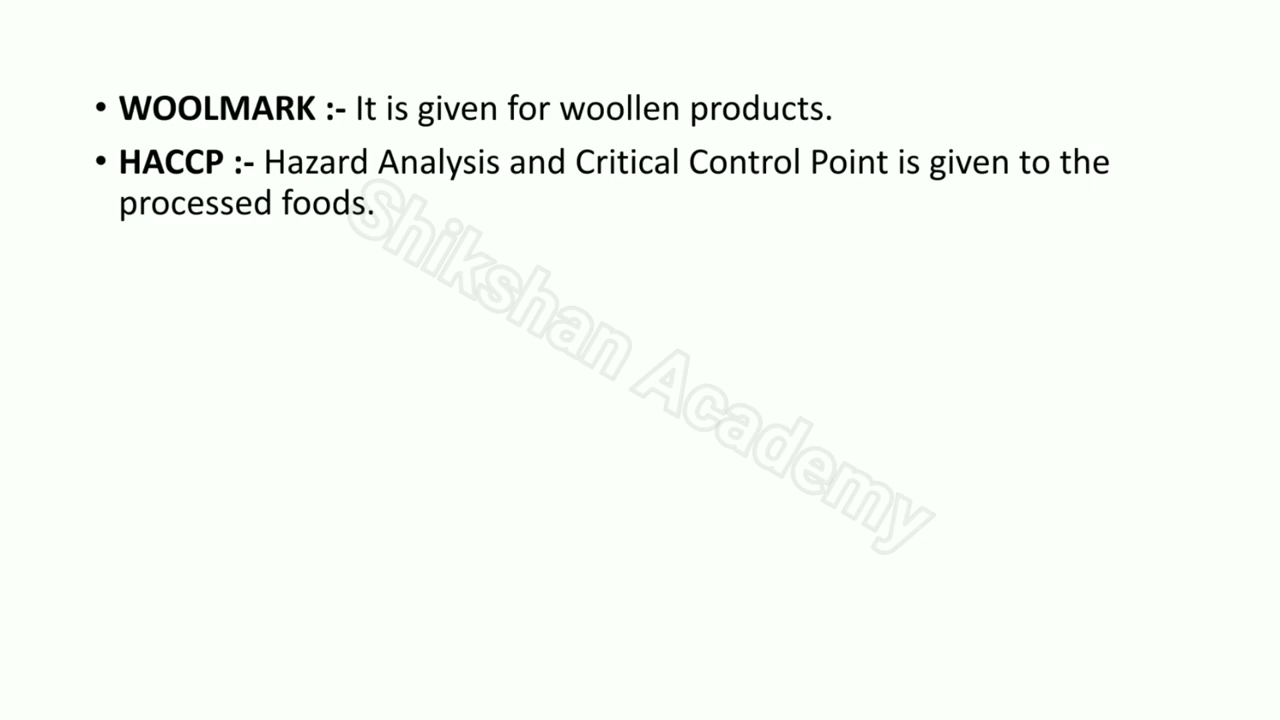 • WOOLMARK :- It is given for woollen products.
• HACCP :- Hazard Analysis and Critical Control Point is given to the
processed foods.
Shikshan Academy